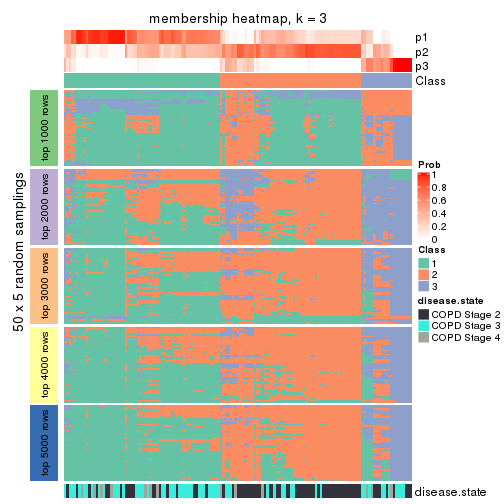 membership heatmap, k = 3
p1
p2
p3
Class
50 x 5 random samplings
top 1000 rows
top 2000 rows
top 3000 rows
top 4000 rows
top 5000 rows
Prob
1
0.8
0.6
0.4
0.2
0
Class
1
2
3
disease.state
COPD Stage 2
COPD Stage 3
COPD Stage 4
disease.state